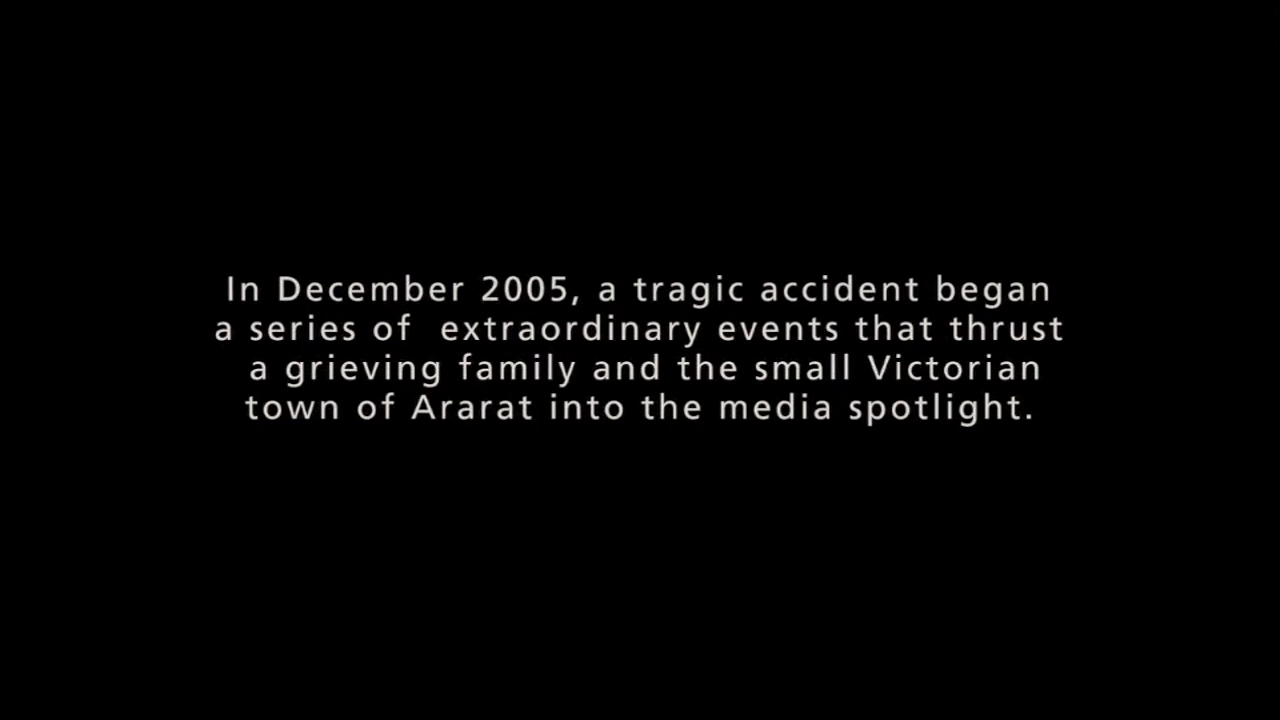 In December 2005, a tragic accident began
a series of  extraordinary events that thrust
a grieving family and the small Victorian
town of Ararat into the media spotlight.